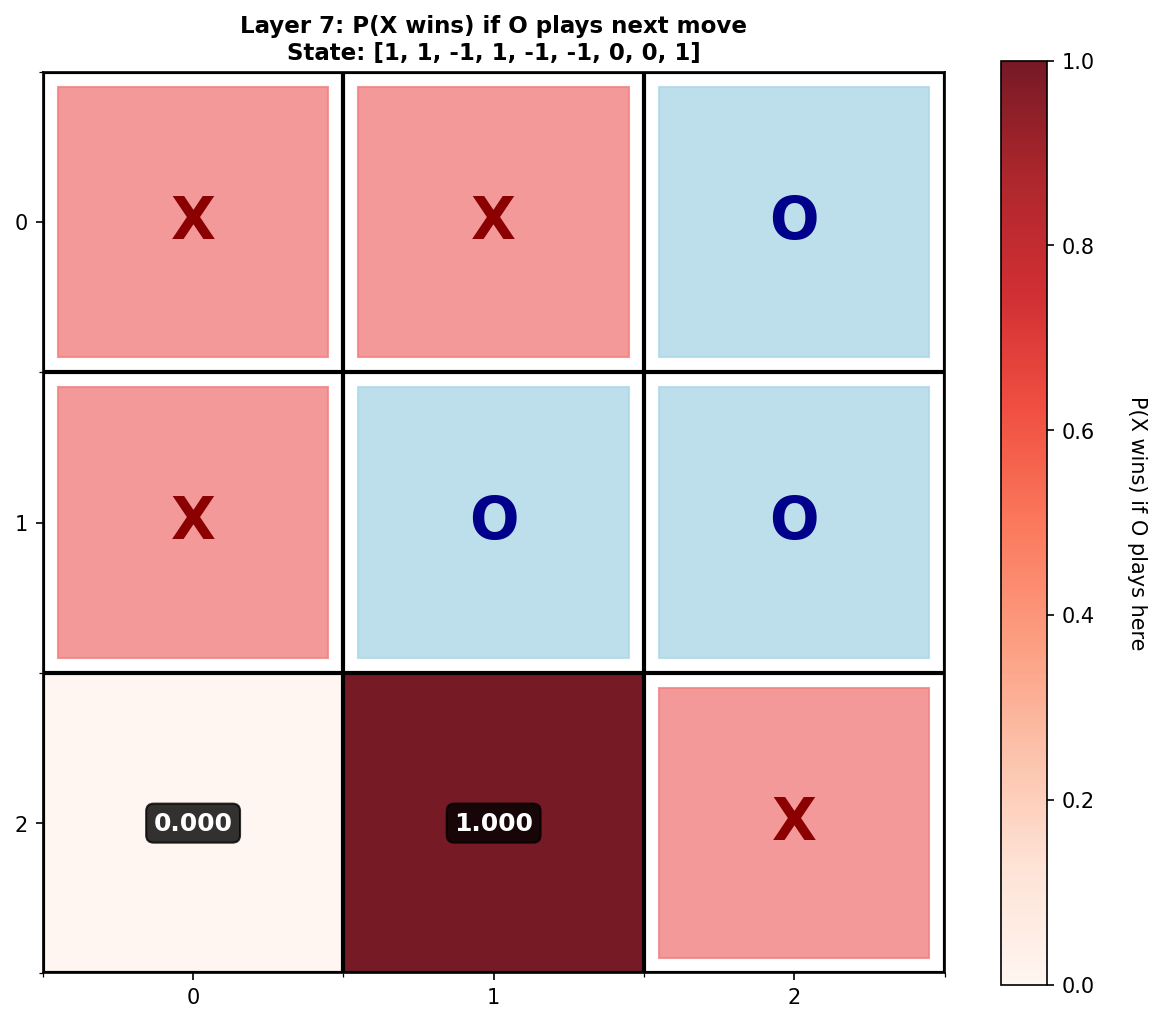 Layer 7: P(X wins) if O plays next move
State: [1, 1, -1, 1, -1, -1, 0, 0, 1]
0
X
X
O
1
X
O
O
2
0.000
1.000
X
0
1
2
1.0
0.8
0.6
0.4
0.2
0.0
P(X wins) if O plays here